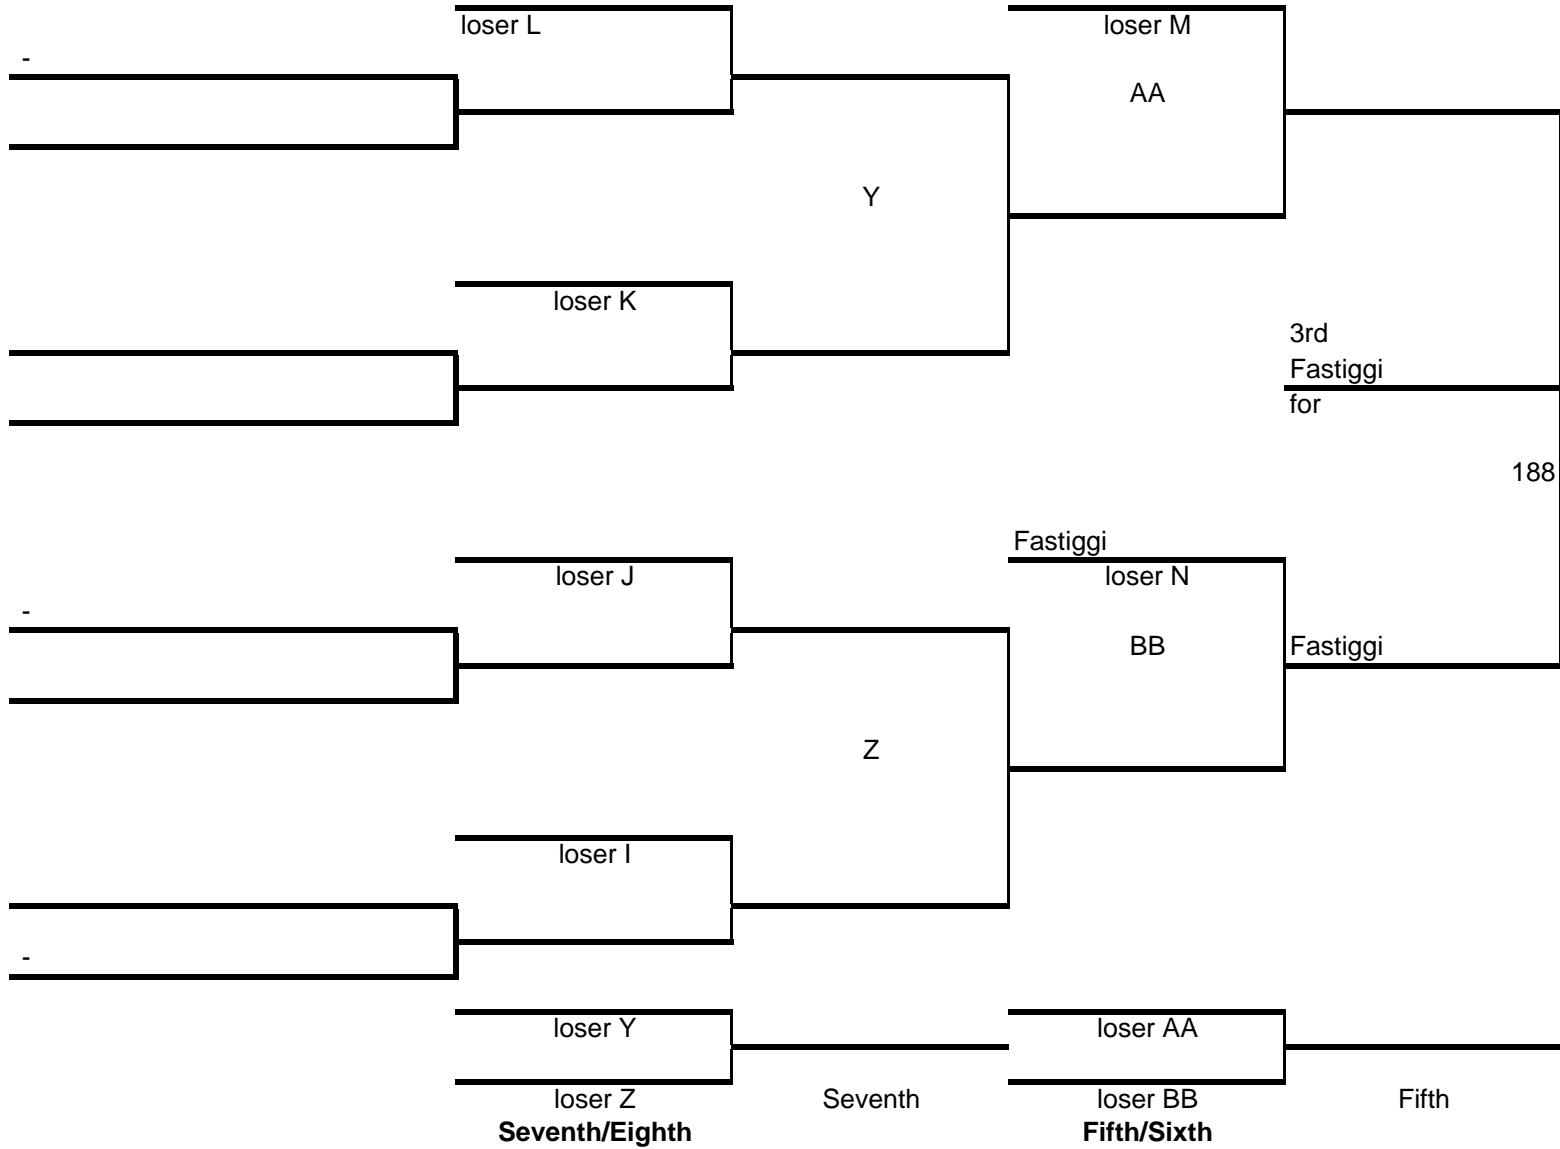 loser L
loser M
-
AA
Y
loser K
3rd
Fastiggi
for
188
Fastiggi
loser J
loser N
-
BB
Fastiggi
Z
loser I
-
loser Y
loser AA
loser Z
Seventh
loser BB
Fifth
Seventh/Eighth
Fifth/Sixth